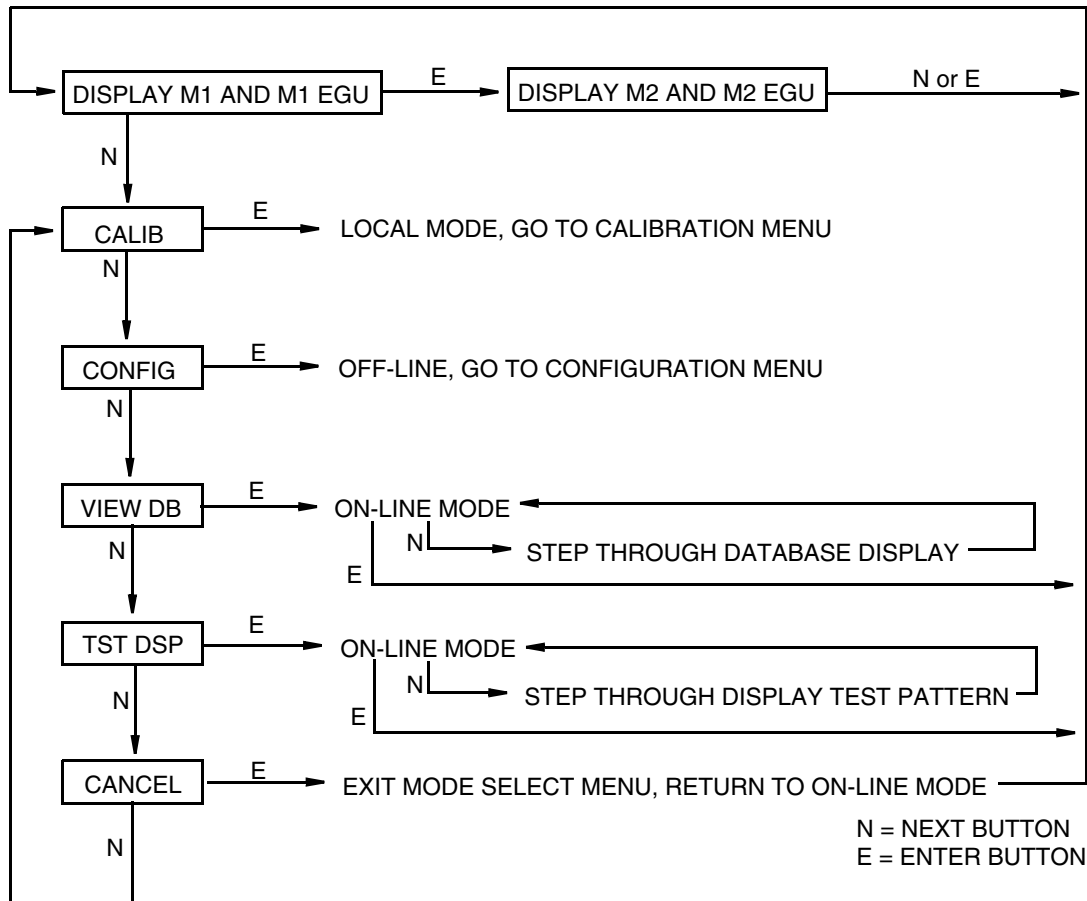 E
N or E
DISPLAY M1 AND M1 EGU
DISPLAY M2 AND M2 EGU
N
E
CALIB
LOCAL MODE, GO TO CALIBRATION MENU
N
E
CONFIG
OFF-LINE, GO TO CONFIGURATION MENU
N
E
VIEW DB
ON-LINE MODE
N
N
STEP THROUGH DATABASE DISPLAY
E
E
TST DSP
ON-LINE MODE
N
N
STEP THROUGH DISPLAY TEST PATTERN
E
E
CANCEL
EXIT MODE SELECT MENU, RETURN TO ON-LINE MODE
N
N = NEXT BUTTON
E = ENTER BUTTON